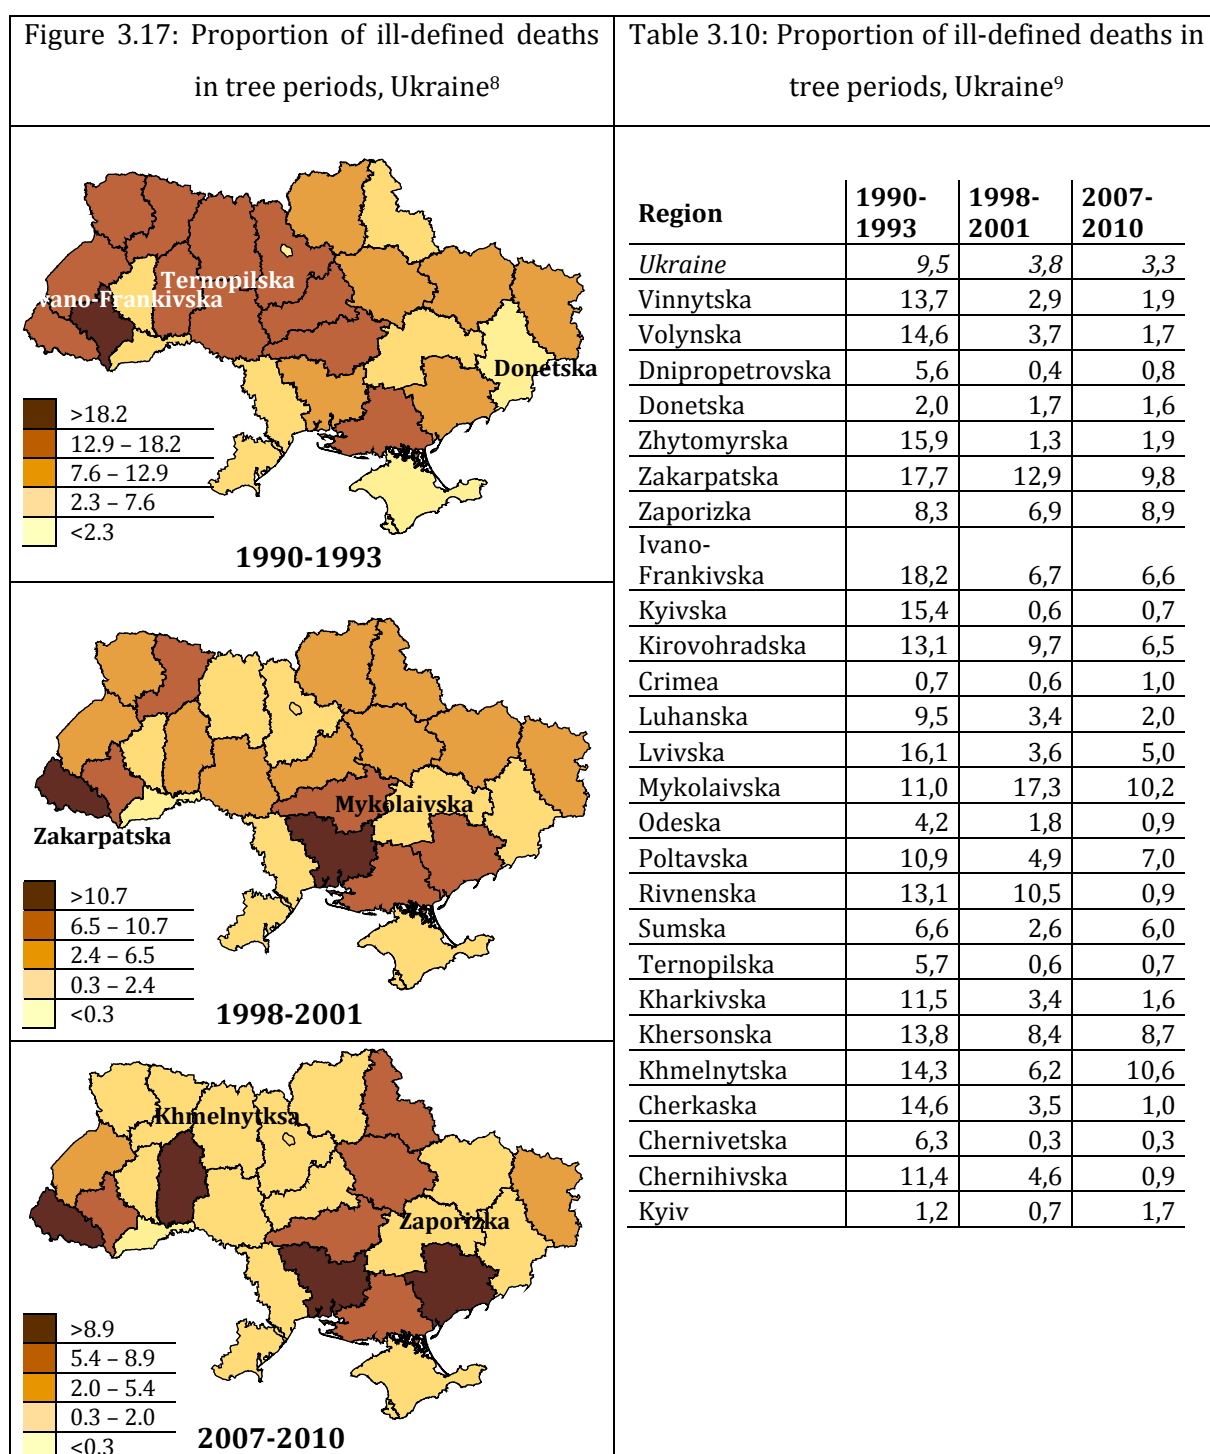 Figure 3.17: Proportion of ill-defined deaths
in tree periods, Ukraine⁸
Table 3.10: Proportion of ill-defined deaths in
tree periods, Ukraine⁹
Ternopilska
Ivano-Frankivska
Donetska
>18.2
12.9 – 18.2
7.6 – 12.9
2.3 – 7.6
<2.3
1990-1993
Mykolaivska
Zakarpatska
>10.7
6.5 – 10.7
2.4 – 6.5
0.3 – 2.4
<0.3
1998-2001
Khmelnytksa
Zaporizka
>8.9
5.4 – 8.9
2.0 – 5.4
0.3 – 2.0
<0.3
2007-2010
Region 1990-1993 1998-2001 2007-2010
Ukraine 9,5 3,8 3,3
Vinnytska 13,7 2,9 1,9
Volynska 14,6 3,7 1,7
Dnipropetrovska 5,6 0,4 0,8
Donetska 2,0 1,7 1,6
Zhytomyrska 15,9 1,3 1,9
Zakarpatska 17,7 12,9 9,8
Zaporizka 8,3 6,9 8,9
Ivano-
Frankivska 18,2 6,7 6,6
Kyivska 15,4 0,6 0,7
Kirovohradska 13,1 9,7 6,5
Crimea 0,7 0,6 1,0
Luhanska 9,5 3,4 2,0
Lvivska 16,1 3,6 5,0
Mykolaivska 11,0 17,3 10,2
Odeska 4,2 1,8 0,9
Poltavska 10,9 4,9 7,0
Rivnenska 13,1 10,5 0,9
Sumska 6,6 2,6 6,0
Ternopilska 5,7 0,6 0,7
Kharkivska 11,5 3,4 1,6
Khersonska 13,8 8,4 8,7
Khmelnytska 14,3 6,2 10,6
Cherkaska 14,6 3,5 1,0
Chernivetska 6,3 0,3 0,3
Chernihivska 11,4 4,6 0,9
Kyiv 1,2 0,7 1,7